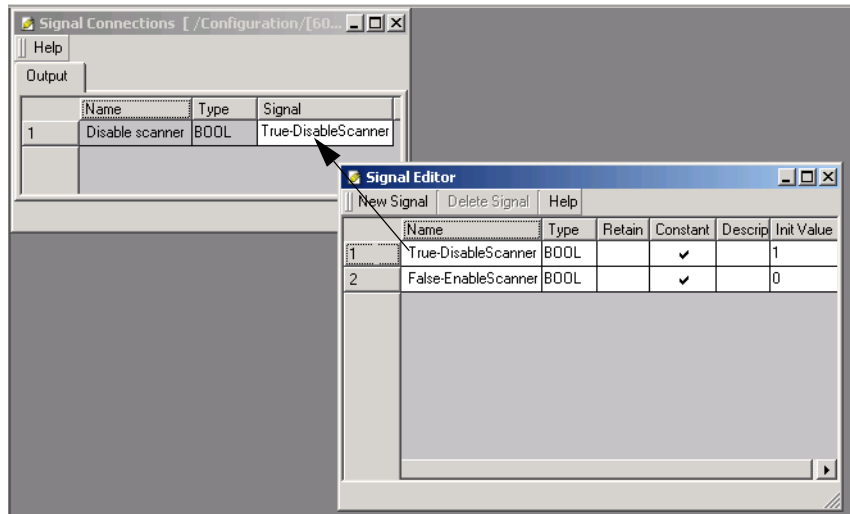 Signal Connections [ /Configuration/[60...
Help
Output
Name Type Signal
1 Disable scanner BOOL True-DisableScanner
Signal Editor
New Signal Delete Signal Help
Name Type Retain Constant Descrip Init Value
1 True-DisableScanner BOOL 1
2 False-EnableScanner BOOL 0